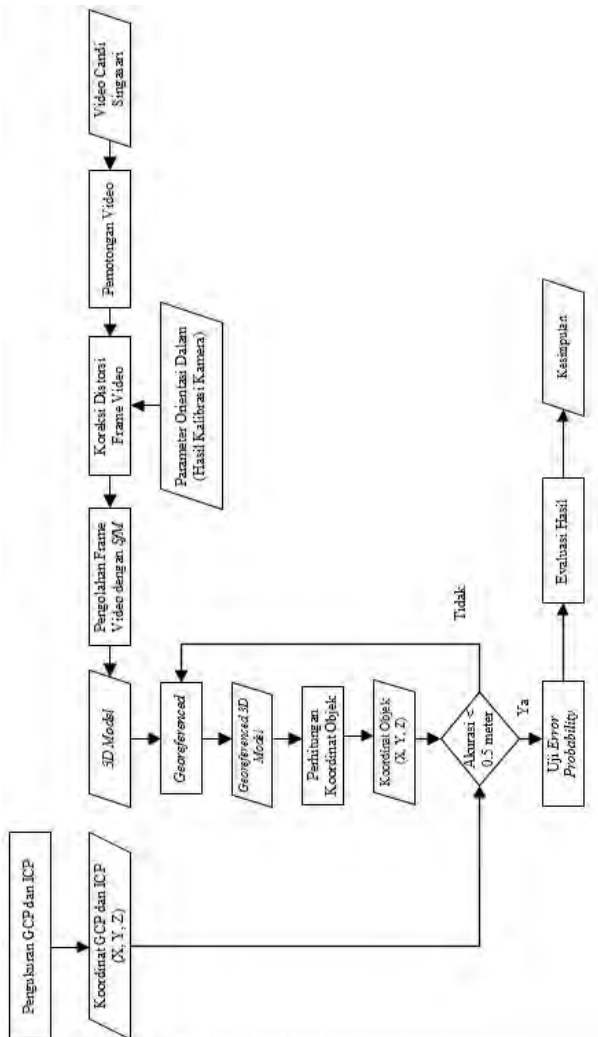 Video Candi
Singasari
Pemotongan Video
Koreksi Distorsi
Frame Video
Parameter Orientasi Dalam
(Hasil Kalibrasi Kamera)
Pengolahan Frame
Video dengan SfM
3D Model
Georeferenced
Georeferenced 3D
Model
Perhitungan
Koordinat Objek
Koordinat Objek
(X, Y, Z)
Pengukuran GCP dan ICP
Koordinat GCP dan ICP
(X, Y, Z)
Akurasi <
0.5 meter
Tidak
Ya
Uji Error
Probability
Evaluasi Hasil
Kesimpulan